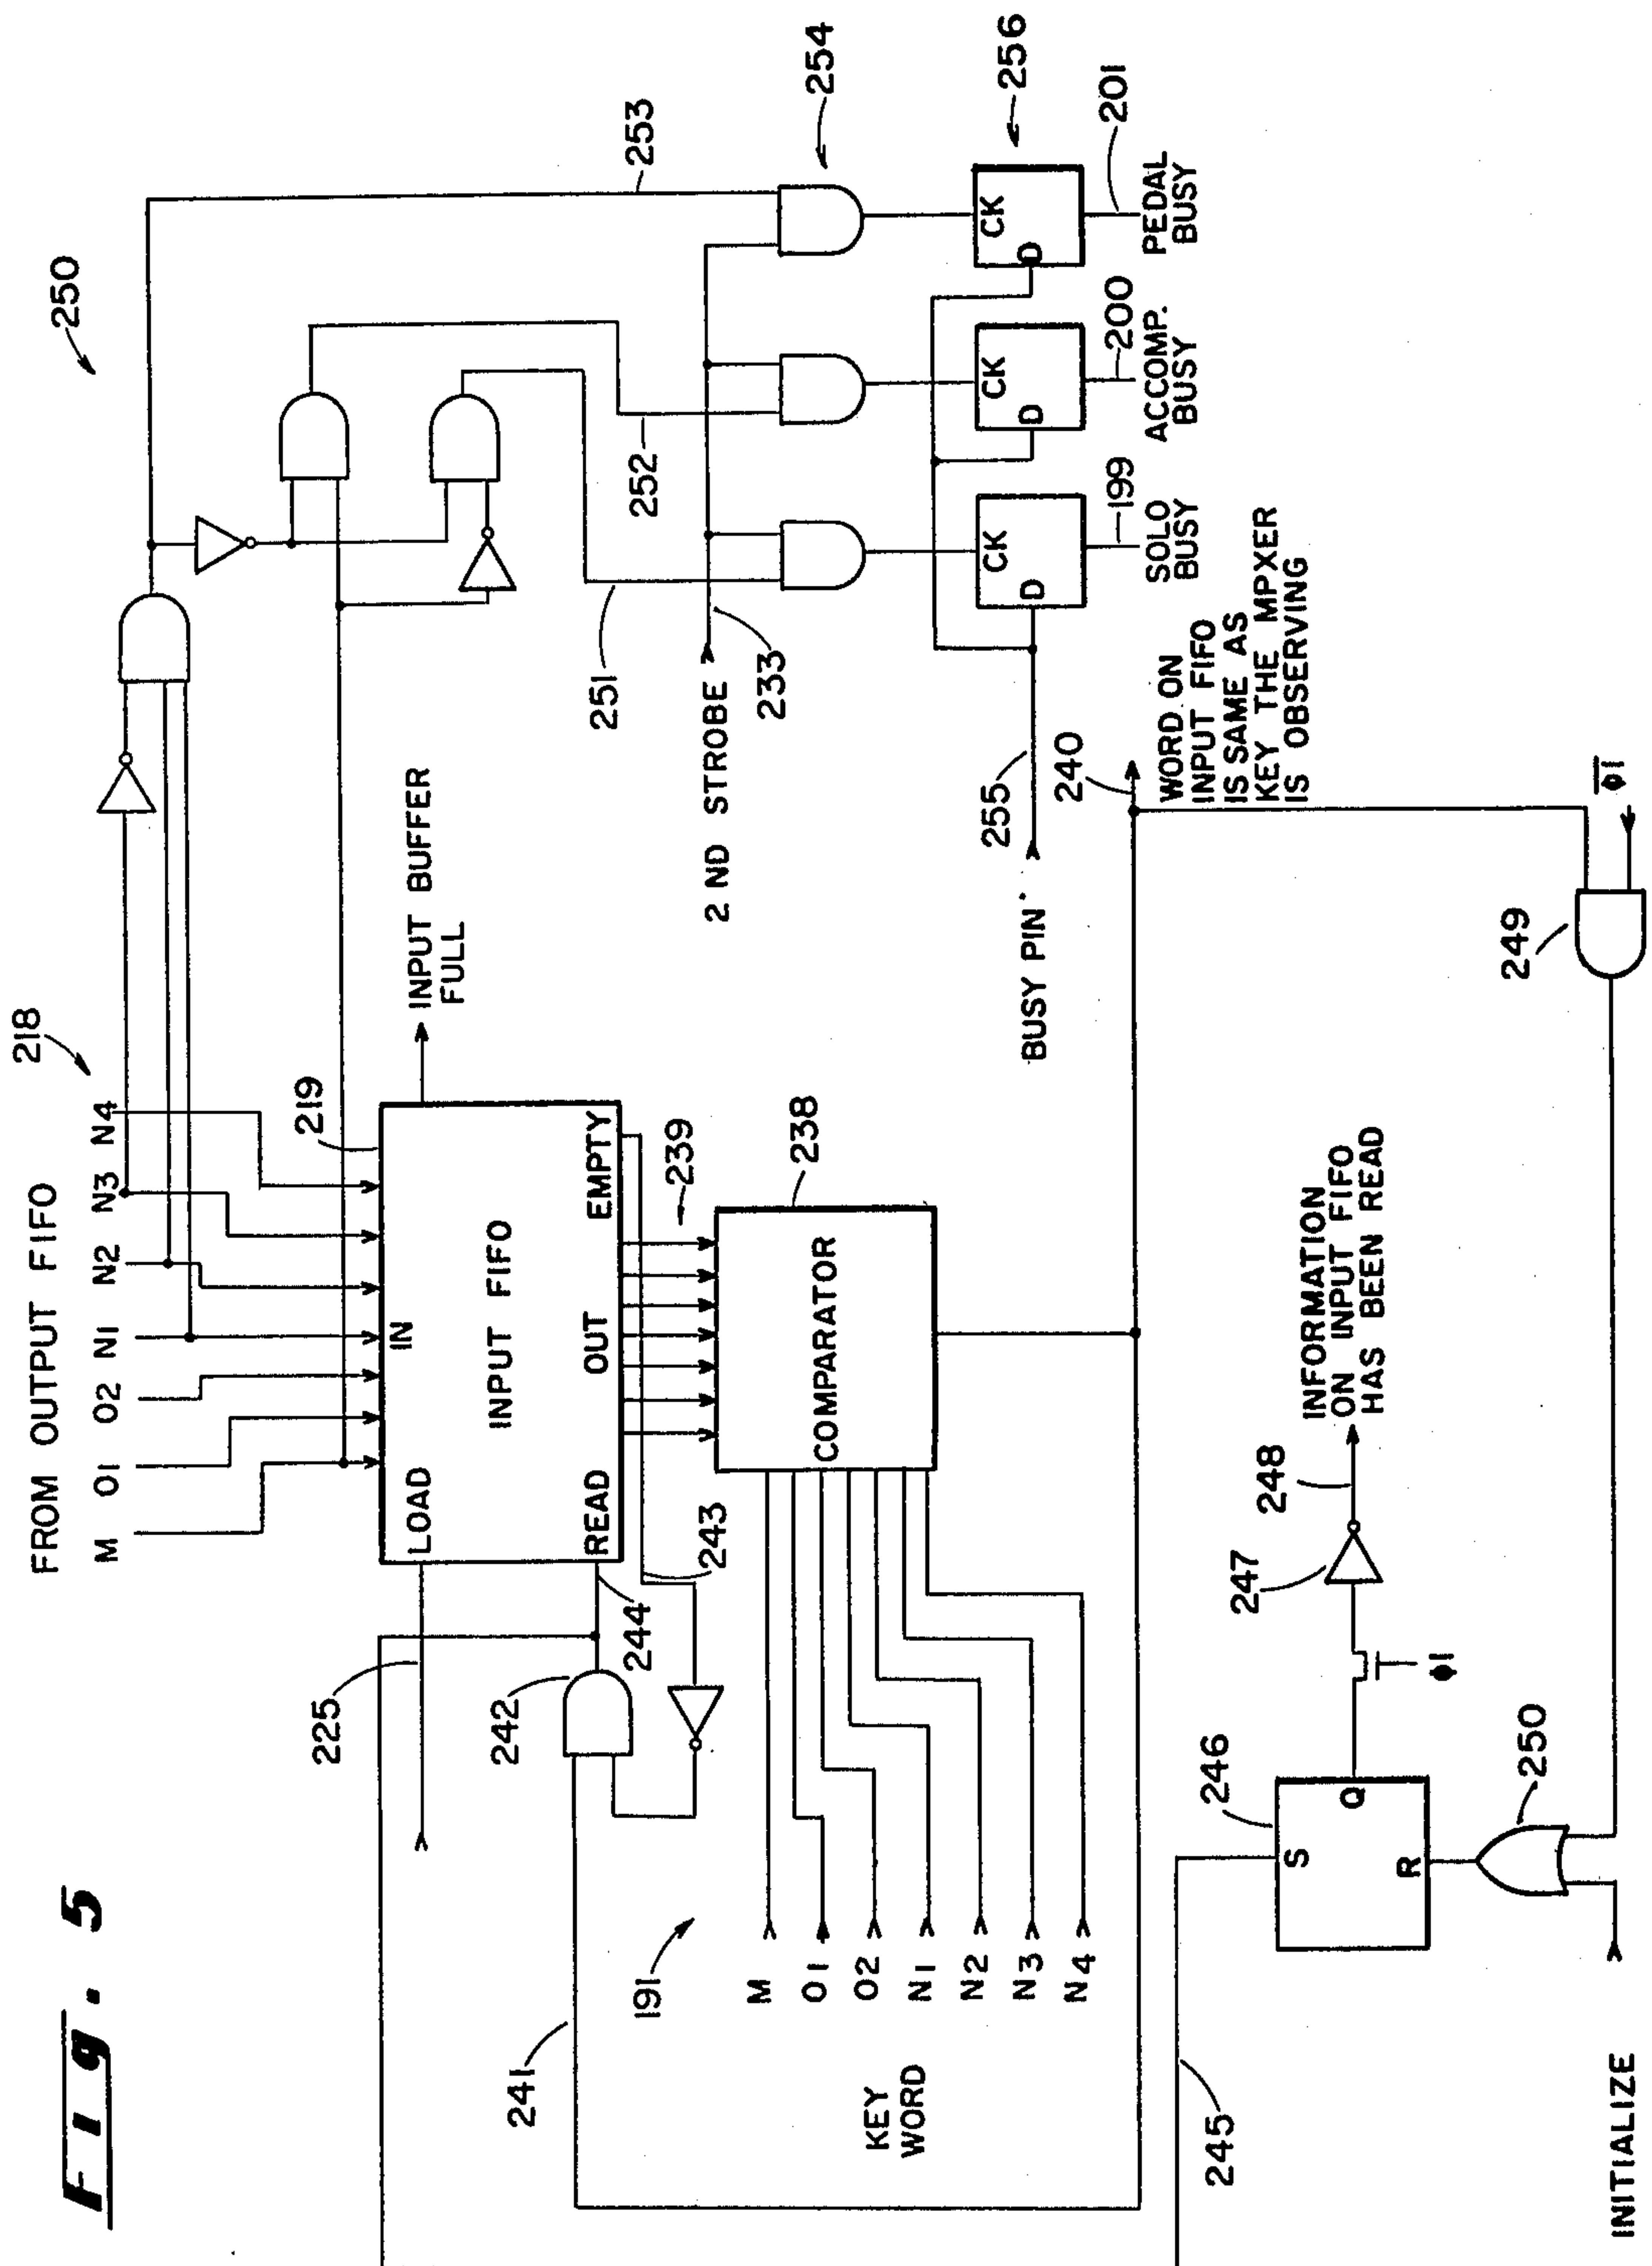 Fig. 5
FROM OUTPUT FIFO
M O1 O2 N1 N2 N3 N4
218
219
250
LOAD
IN
INPUT FIFO
READ
OUT
EMPTY
INPUT BUFFER
FULL
225
241
242
243
244
239
238
COMPARATOR
191
KEY
WORD
M
O1
O2
N1
N2
N3
N4
251
252
253
254
2 ND STROBE
233
CK
D
CK
D
CK
D
256
255
BUSY PIN
199
SOLO
BUSY
200
ACCOMP.
BUSY
201
PEDAL
BUSY
240
WORD ON
INPUT FIFO
IS SAME AS
KEY THE MPXER
IS OBSERVING
245
246
S
Q
R
Φ1
247
248
INFORMATION
ON INPUT FIFO
HAS BEEN READ
249
Φ1
250
INITIALIZE